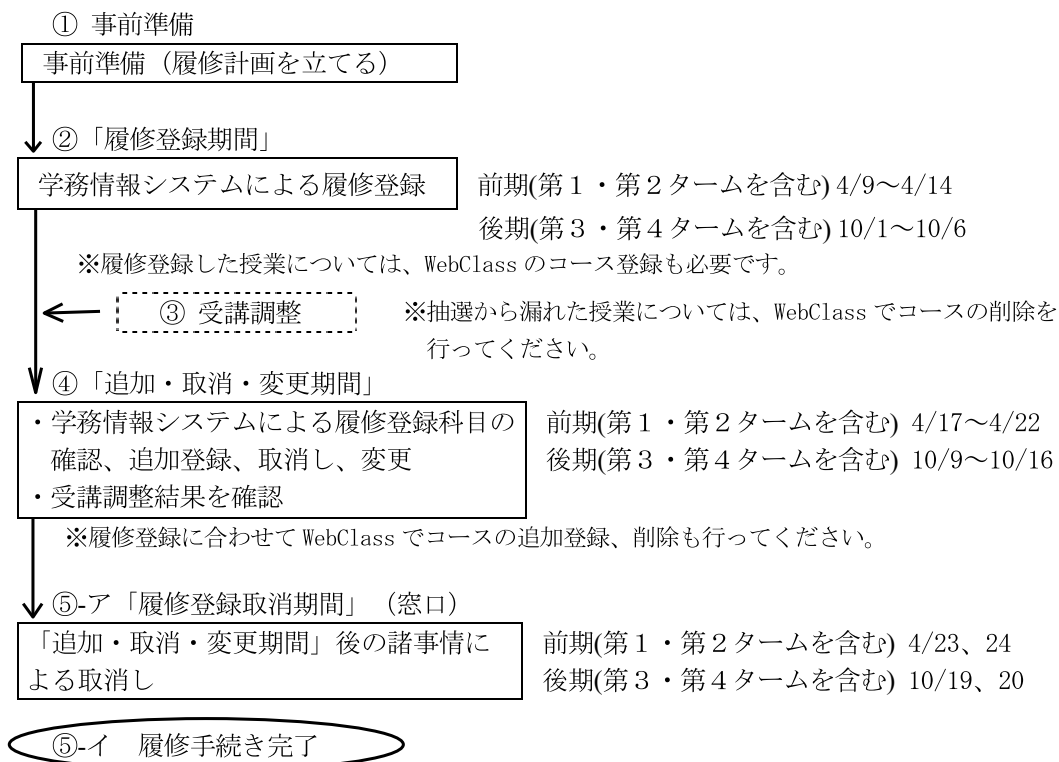 ① 事前準備
事前準備（履修計画を立てる）
②「履修登録期間」
学務情報システムによる履修登録
前期(第１・第２タームを含む) 4/9～4/14
後期(第３・第４タームを含む) 10/1～10/6
※履修登録した授業については、WebClass のコース登録も必要です。
③ 受講調整
※抽選から漏れた授業については、WebClass でコースの削除を
行ってください。
④「追加・取消・変更期間」
・学務情報システムによる履修登録科目の
確認、追加登録、取消し、変更
・受講調整結果を確認
前期(第１・第２タームを含む) 4/17～4/22
後期(第３・第４タームを含む) 10/9～10/16
※履修登録に合わせて WebClass でコースの追加登録、削除も行ってください。
⑤-ア「履修登録取消期間」（窓口）
「追加・取消・変更期間」後の諸事情に
よる取消し
前期(第１・第２タームを含む) 4/23、24
後期(第３・第４タームを含む) 10/19、20
⑤-イ　履修手続き完了